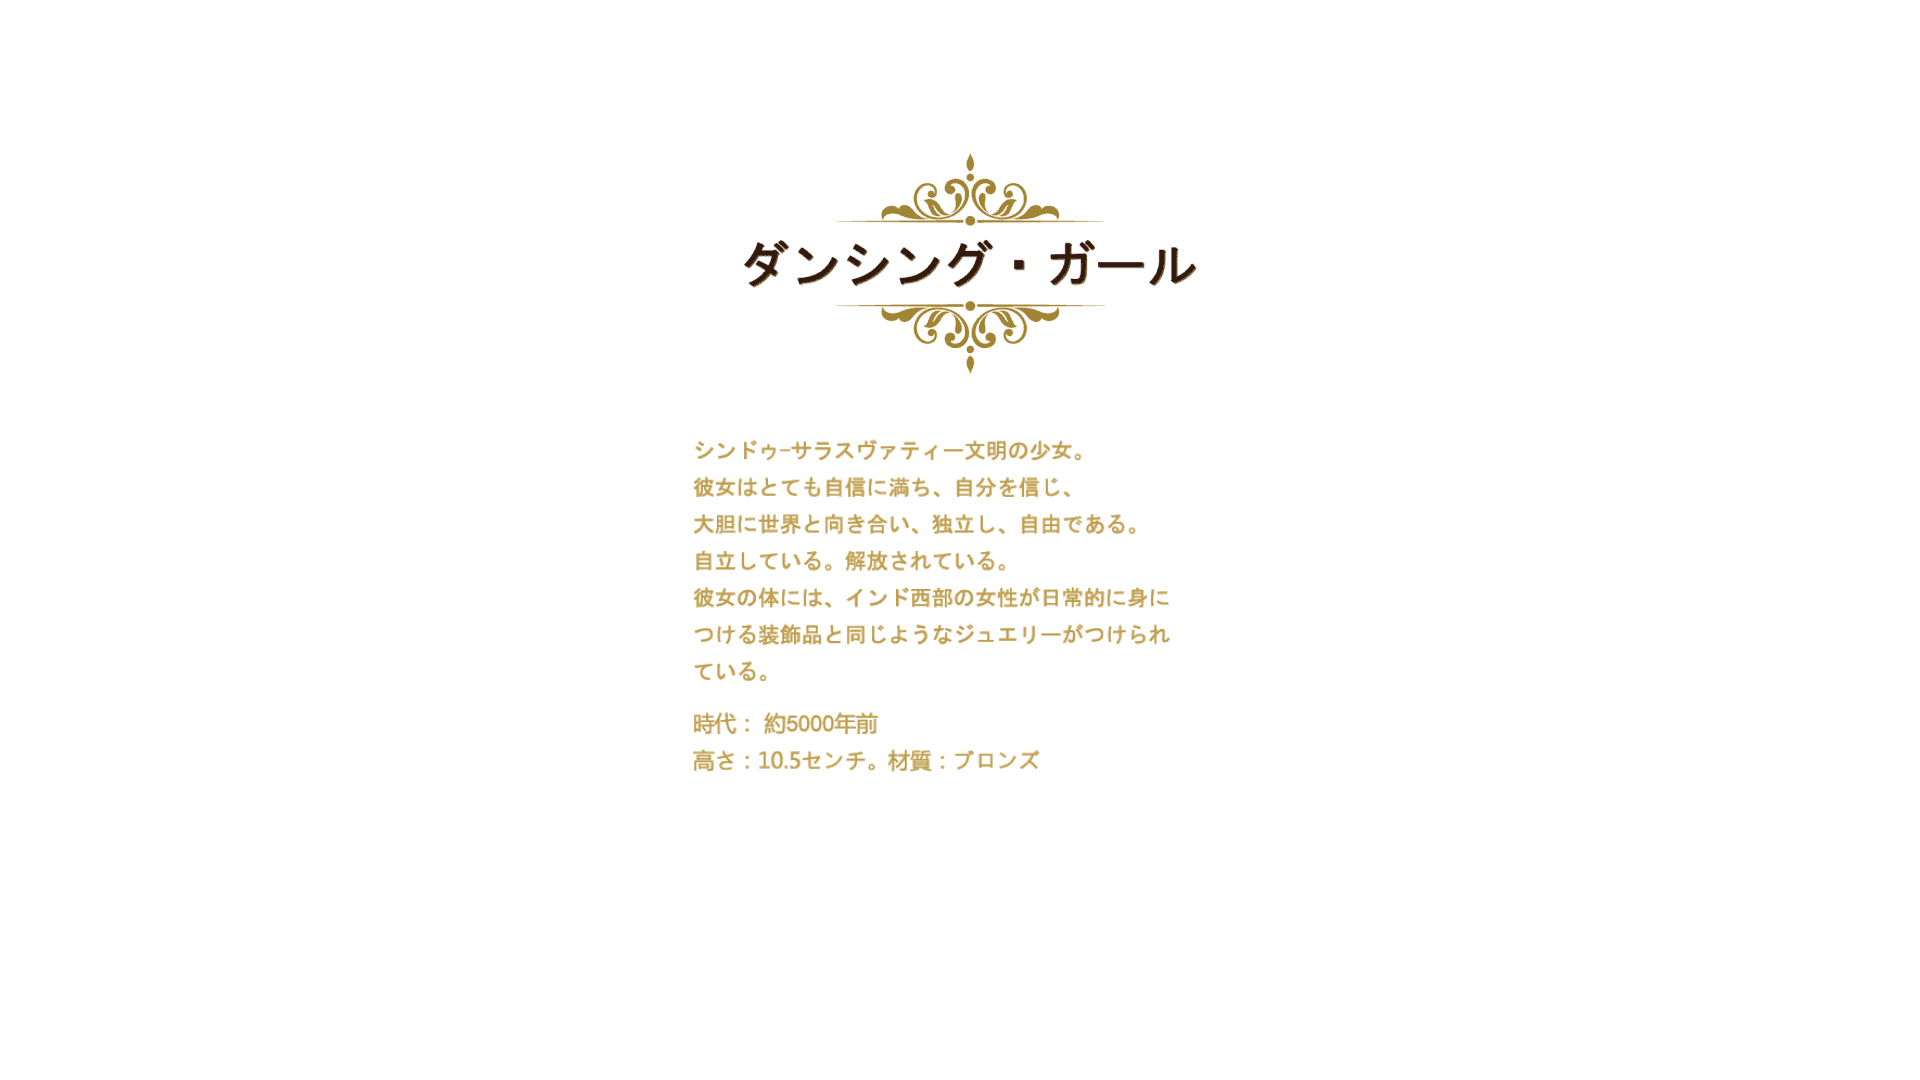 ダンシング・ガール
シンドゥ−サラスヴァティー文明の少女。
彼女はとても自信に満ち、自分を信じ、
大胆に世界と向き合い、独立し、自由である。
自立している。解放されている。
彼女の体には、インド西部の女性が日常的に身に
つける装飾品と同じようなジュエリーがつけられ
ている。
時代： 約5000年前
高さ：10.5センチ。材質：ブロンズ